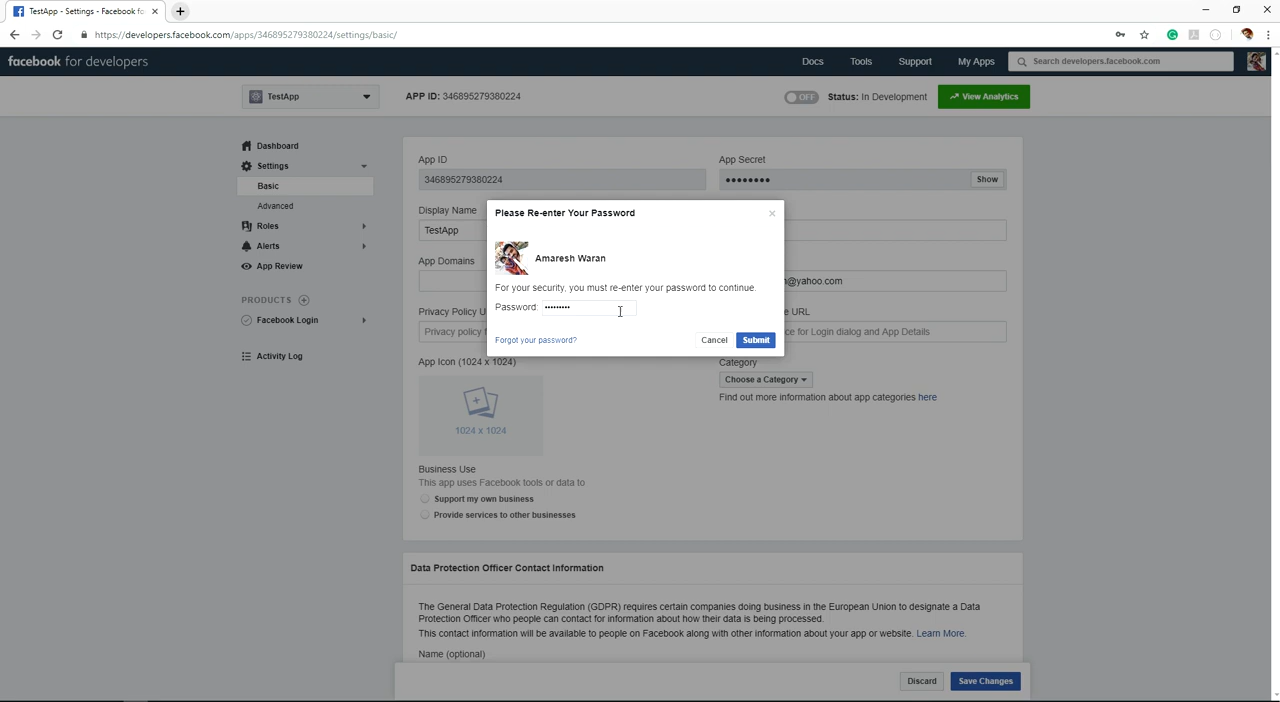 TestApp - Settings - Facebook fo
https://developers.facebook.com/apps/346895279380224/settings/basic/
facebook for developers
Docs
Tools
Support
My Apps
Search developers.facebook.com
TestApp
APP ID: 346895279380224
OFF
Status: In Development
View Analytics
Dashboard
Settings
Basic
Advanced
Roles
Alerts
App Review
PRODUCTS
Facebook Login
Activity Log
App ID
App Secret
346895279380224
••••••••
Show
Display Name
TestApp
App Domains
@yahoo.com
Please Re-enter Your Password
Amaresh Waran
For your security, you must re-enter your password to continue.
Password: •••••••••
Forgot your password?
Cancel
Submit
Privacy Policy U
URL
Privacy policy f
ce for Login dialog and App Details
App Icon (1024 x 1024)
Category
1024 x 1024
Choose a Category
Find out more information about app categories here
Business Use
This app uses Facebook tools or data to
Support my own business
Provide services to other businesses
Data Protection Officer Contact Information
The General Data Protection Regulation (GDPR) requires certain companies doing business in the European Union to designate a Data
Protection Officer who people can contact for information about how their data is being processed.
This contact information will be available to people on Facebook along with other information about your app or website. Learn More.
Name (optional)
Discard
Save Changes